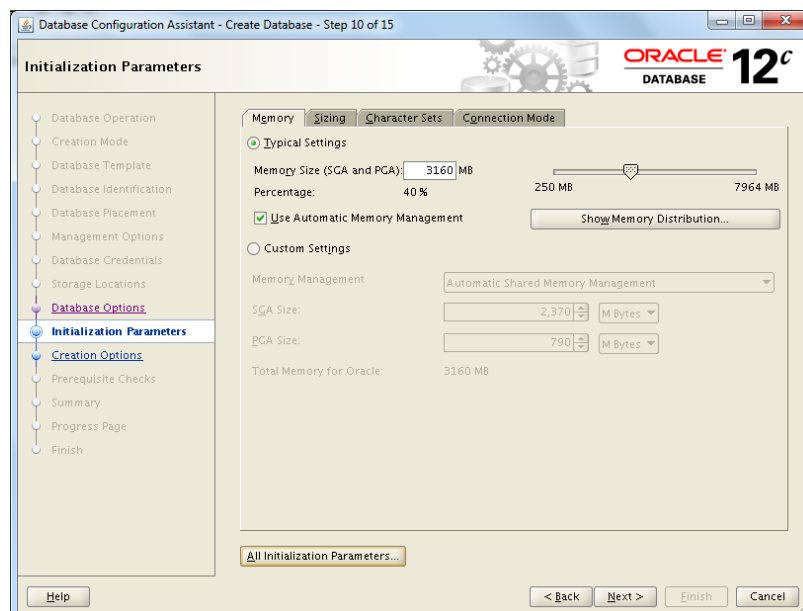 Database Configuration Assistant - Create Database - Step 10 of 15
Initialization Parameters
ORACLE
DATABASE
12c
Database Operation
Creation Mode
Database Template
Database Identification
Database Placement
Management Options
Database Credentials
Storage Locations
Database Options
Initialization Parameters
Creation Options
Prerequisite Checks
Summary
Progress Page
Finish
Memory Sizing Character Sets Connection Mode
Typical Settings
Memory Size (SGA and PGA): 3160 MB
Percentage: 40 % 250 MB 7964 MB
Use Automatic Memory Management Show Memory Distribution...
Custom Settings
Memory Management Automatic Shared Memory Management
SGA Size: 2,370 M Bytes
PGA Size: 790 M Bytes
Total Memory for Oracle: 3160 MB
All Initialization Parameters...
Help < Back Next > Finish Cancel